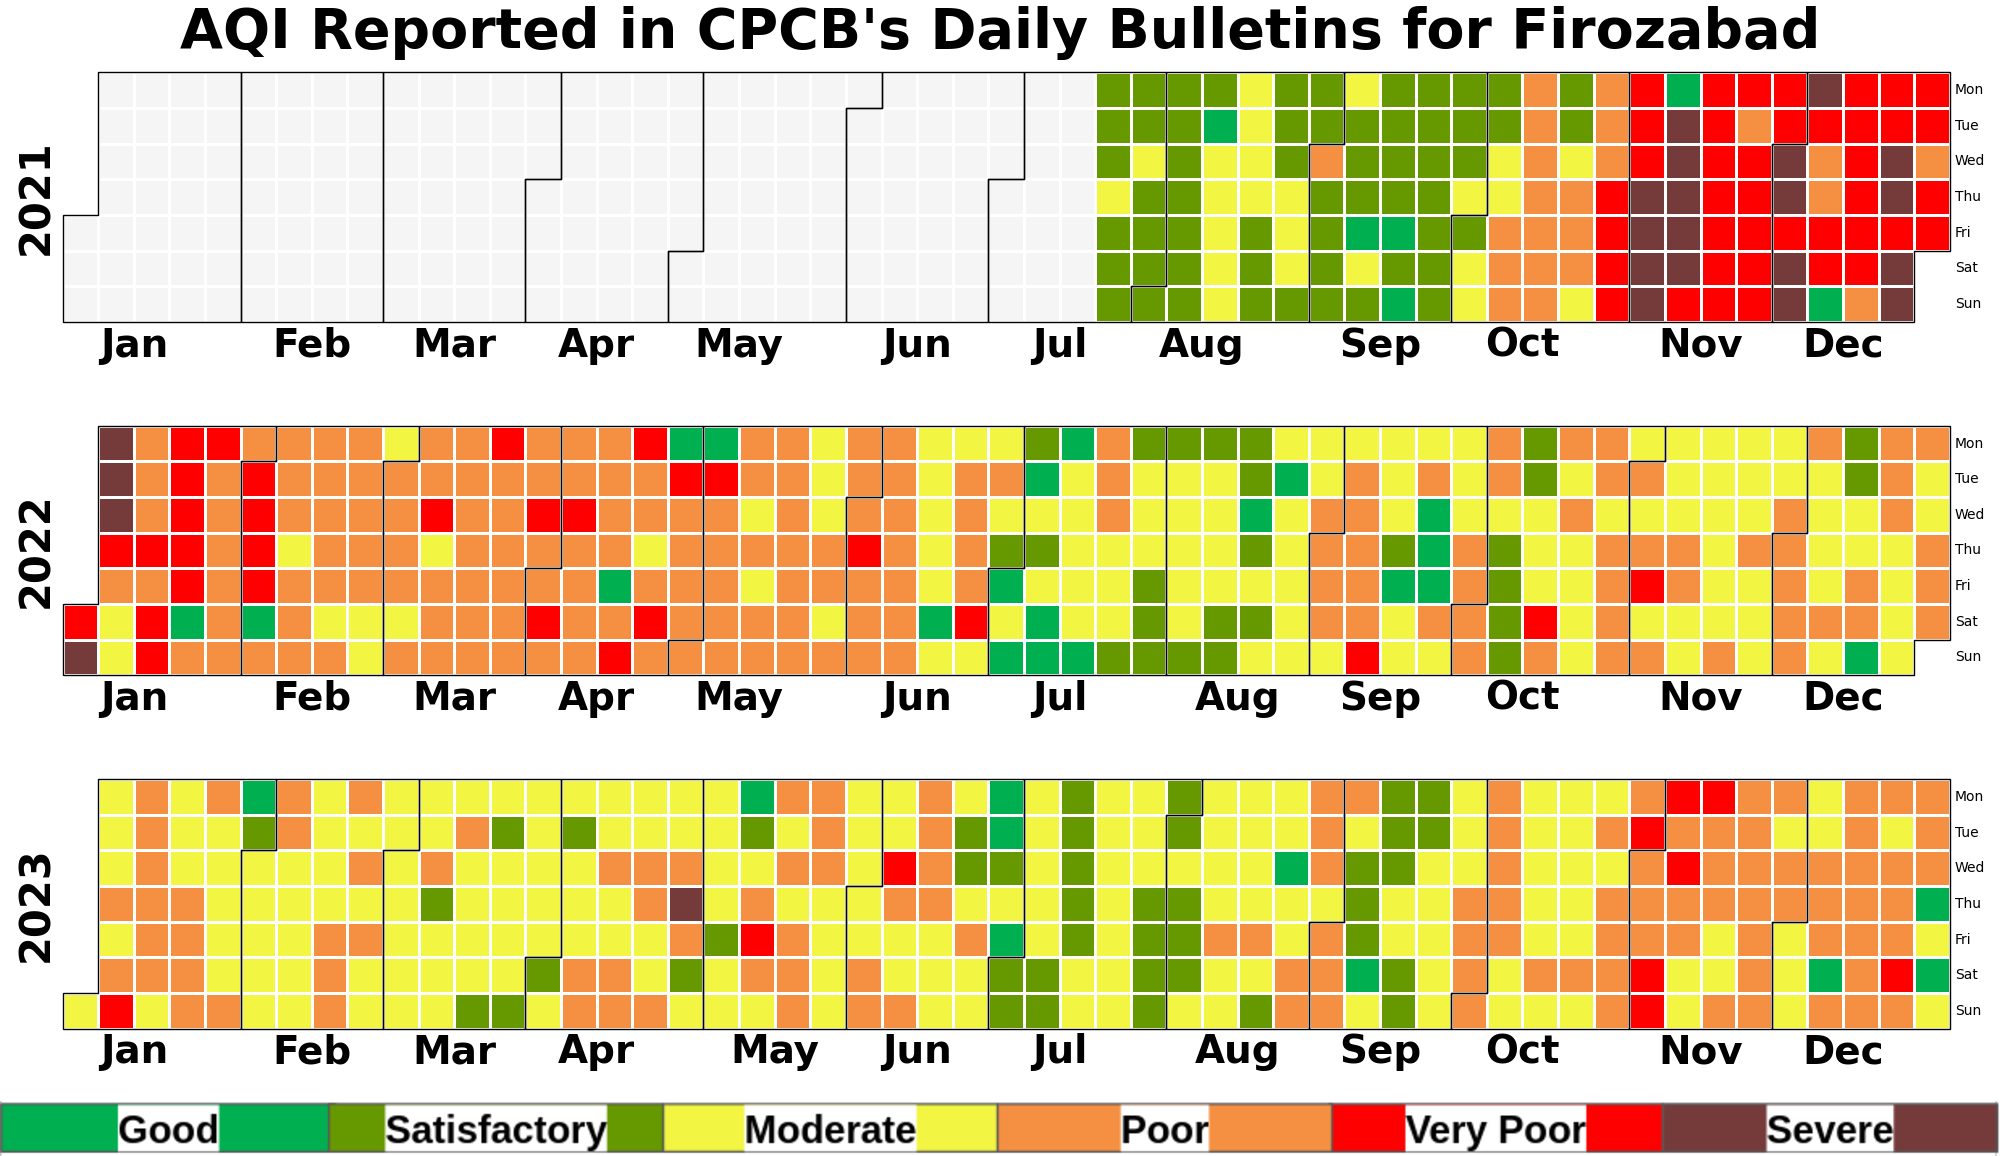 AQI Reported in CPCB's Daily Bulletins for Firozabad
2021
Mon
Tue
Wed
Thu
Fri
Sat
Sun
Jan Feb Mar Apr May Jun Jul Aug Sep Oct Nov Dec
2022
Mon
Tue
Wed
Thu
Fri
Sat
Sun
Jan Feb Mar Apr May Jun Jul Aug Sep Oct Nov Dec
2023
Mon
Tue
Wed
Thu
Fri
Sat
Sun
Jan Feb Mar Apr May Jun Jul Aug Sep Oct Nov Dec
Good Satisfactory Moderate Poor Very Poor Severe